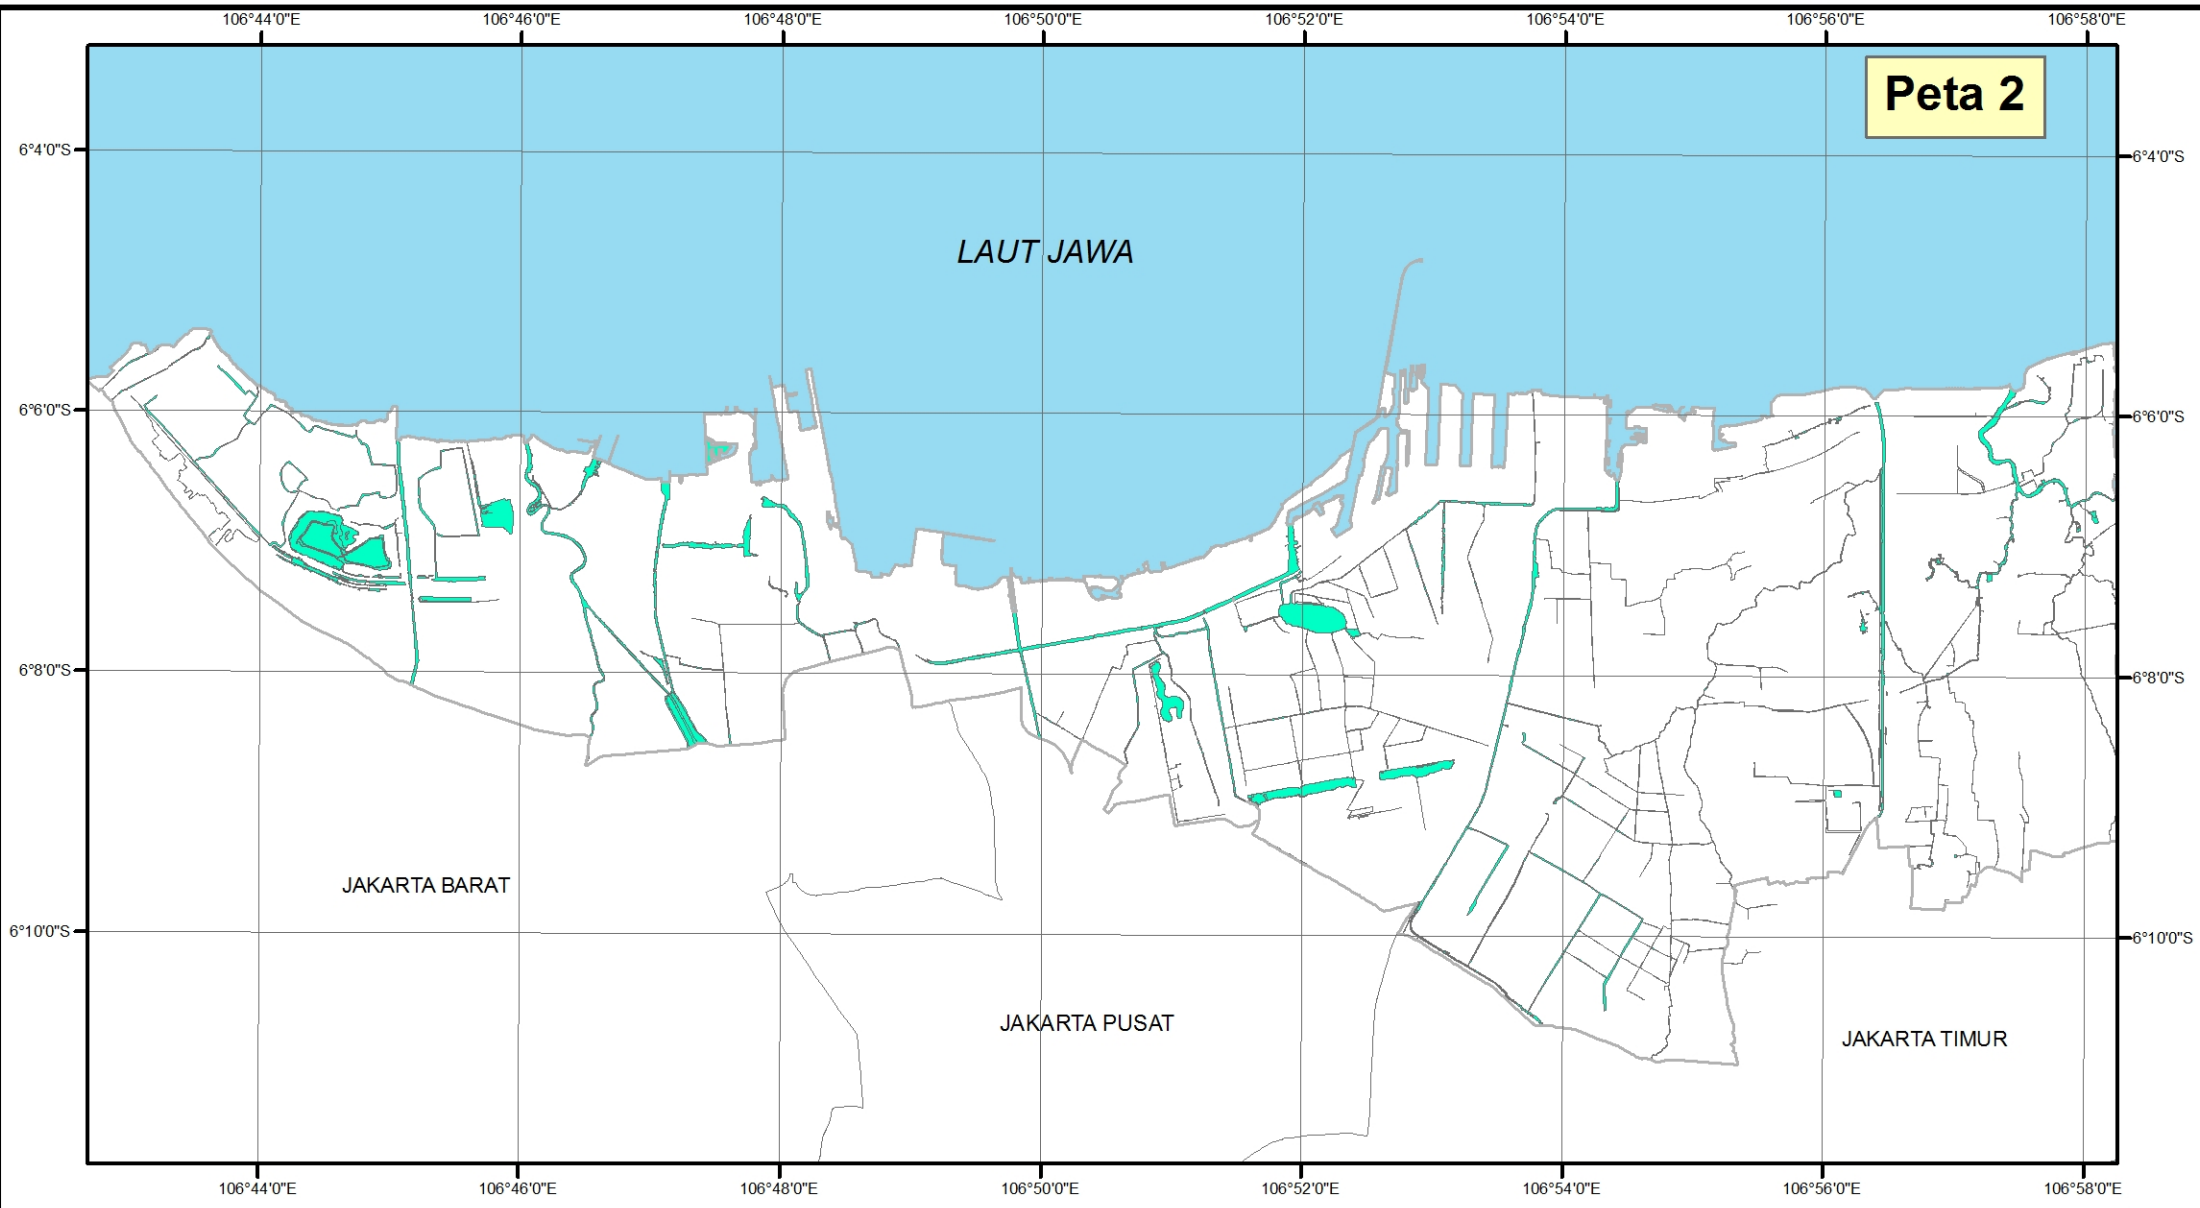 106°44'0"E 106°46'0"E 106°48'0"E 106°50'0"E 106°52'0"E 106°54'0"E 106°56'0"E 106°58'0"E
Peta 2
6°4'0"S 6°4'0"S
LAUT JAWA
6°6'0"S 6°6'0"S
6°8'0"S 6°8'0"S
JAKARTA BARAT
6°10'0"S 6°10'0"S
JAKARTA PUSAT
JAKARTA TIMUR
106°44'0"E 106°46'0"E 106°48'0"E 106°50'0"E 106°52'0"E 106°54'0"E 106°56'0"E 106°58'0"E